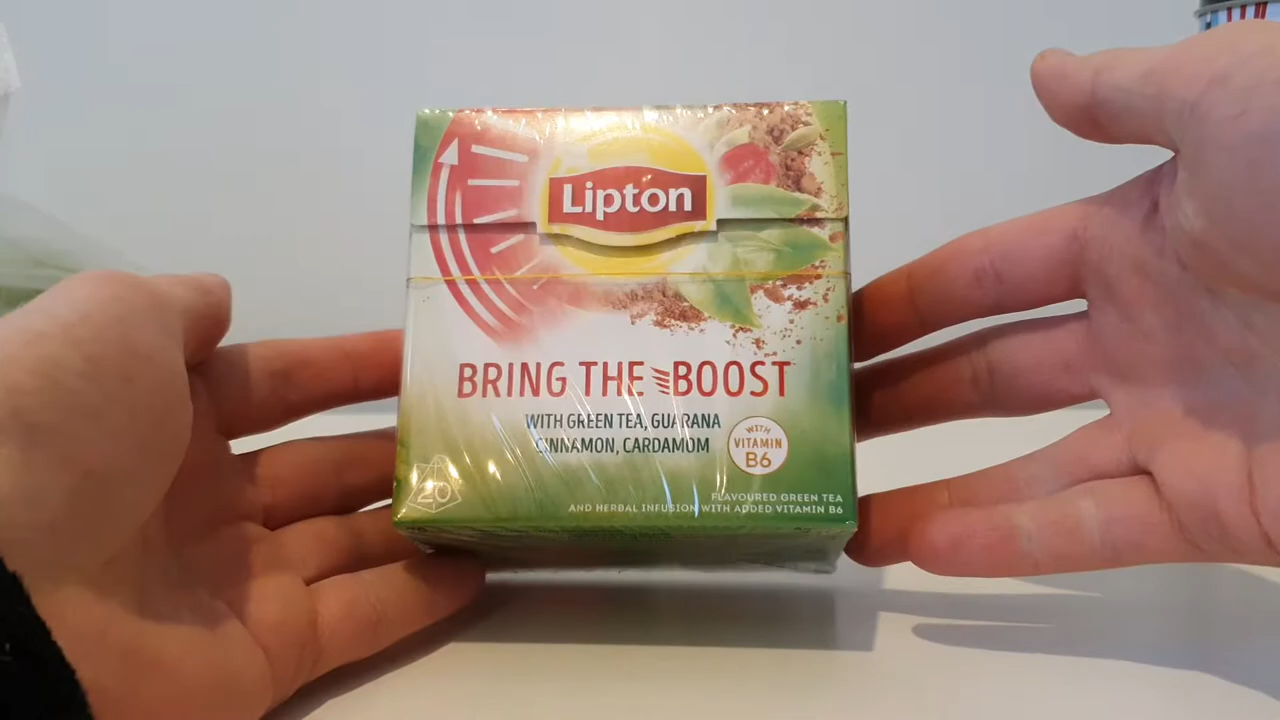 Lipton
BRING THE BOOST
WITH GREEN TEA, GUARANA
CINNAMON, CARDAMOM
WITH
VITAMIN
B6
20
FLAVOURED GREEN TEA
AND HERBAL INFUSION WITH ADDED VITAMIN B6